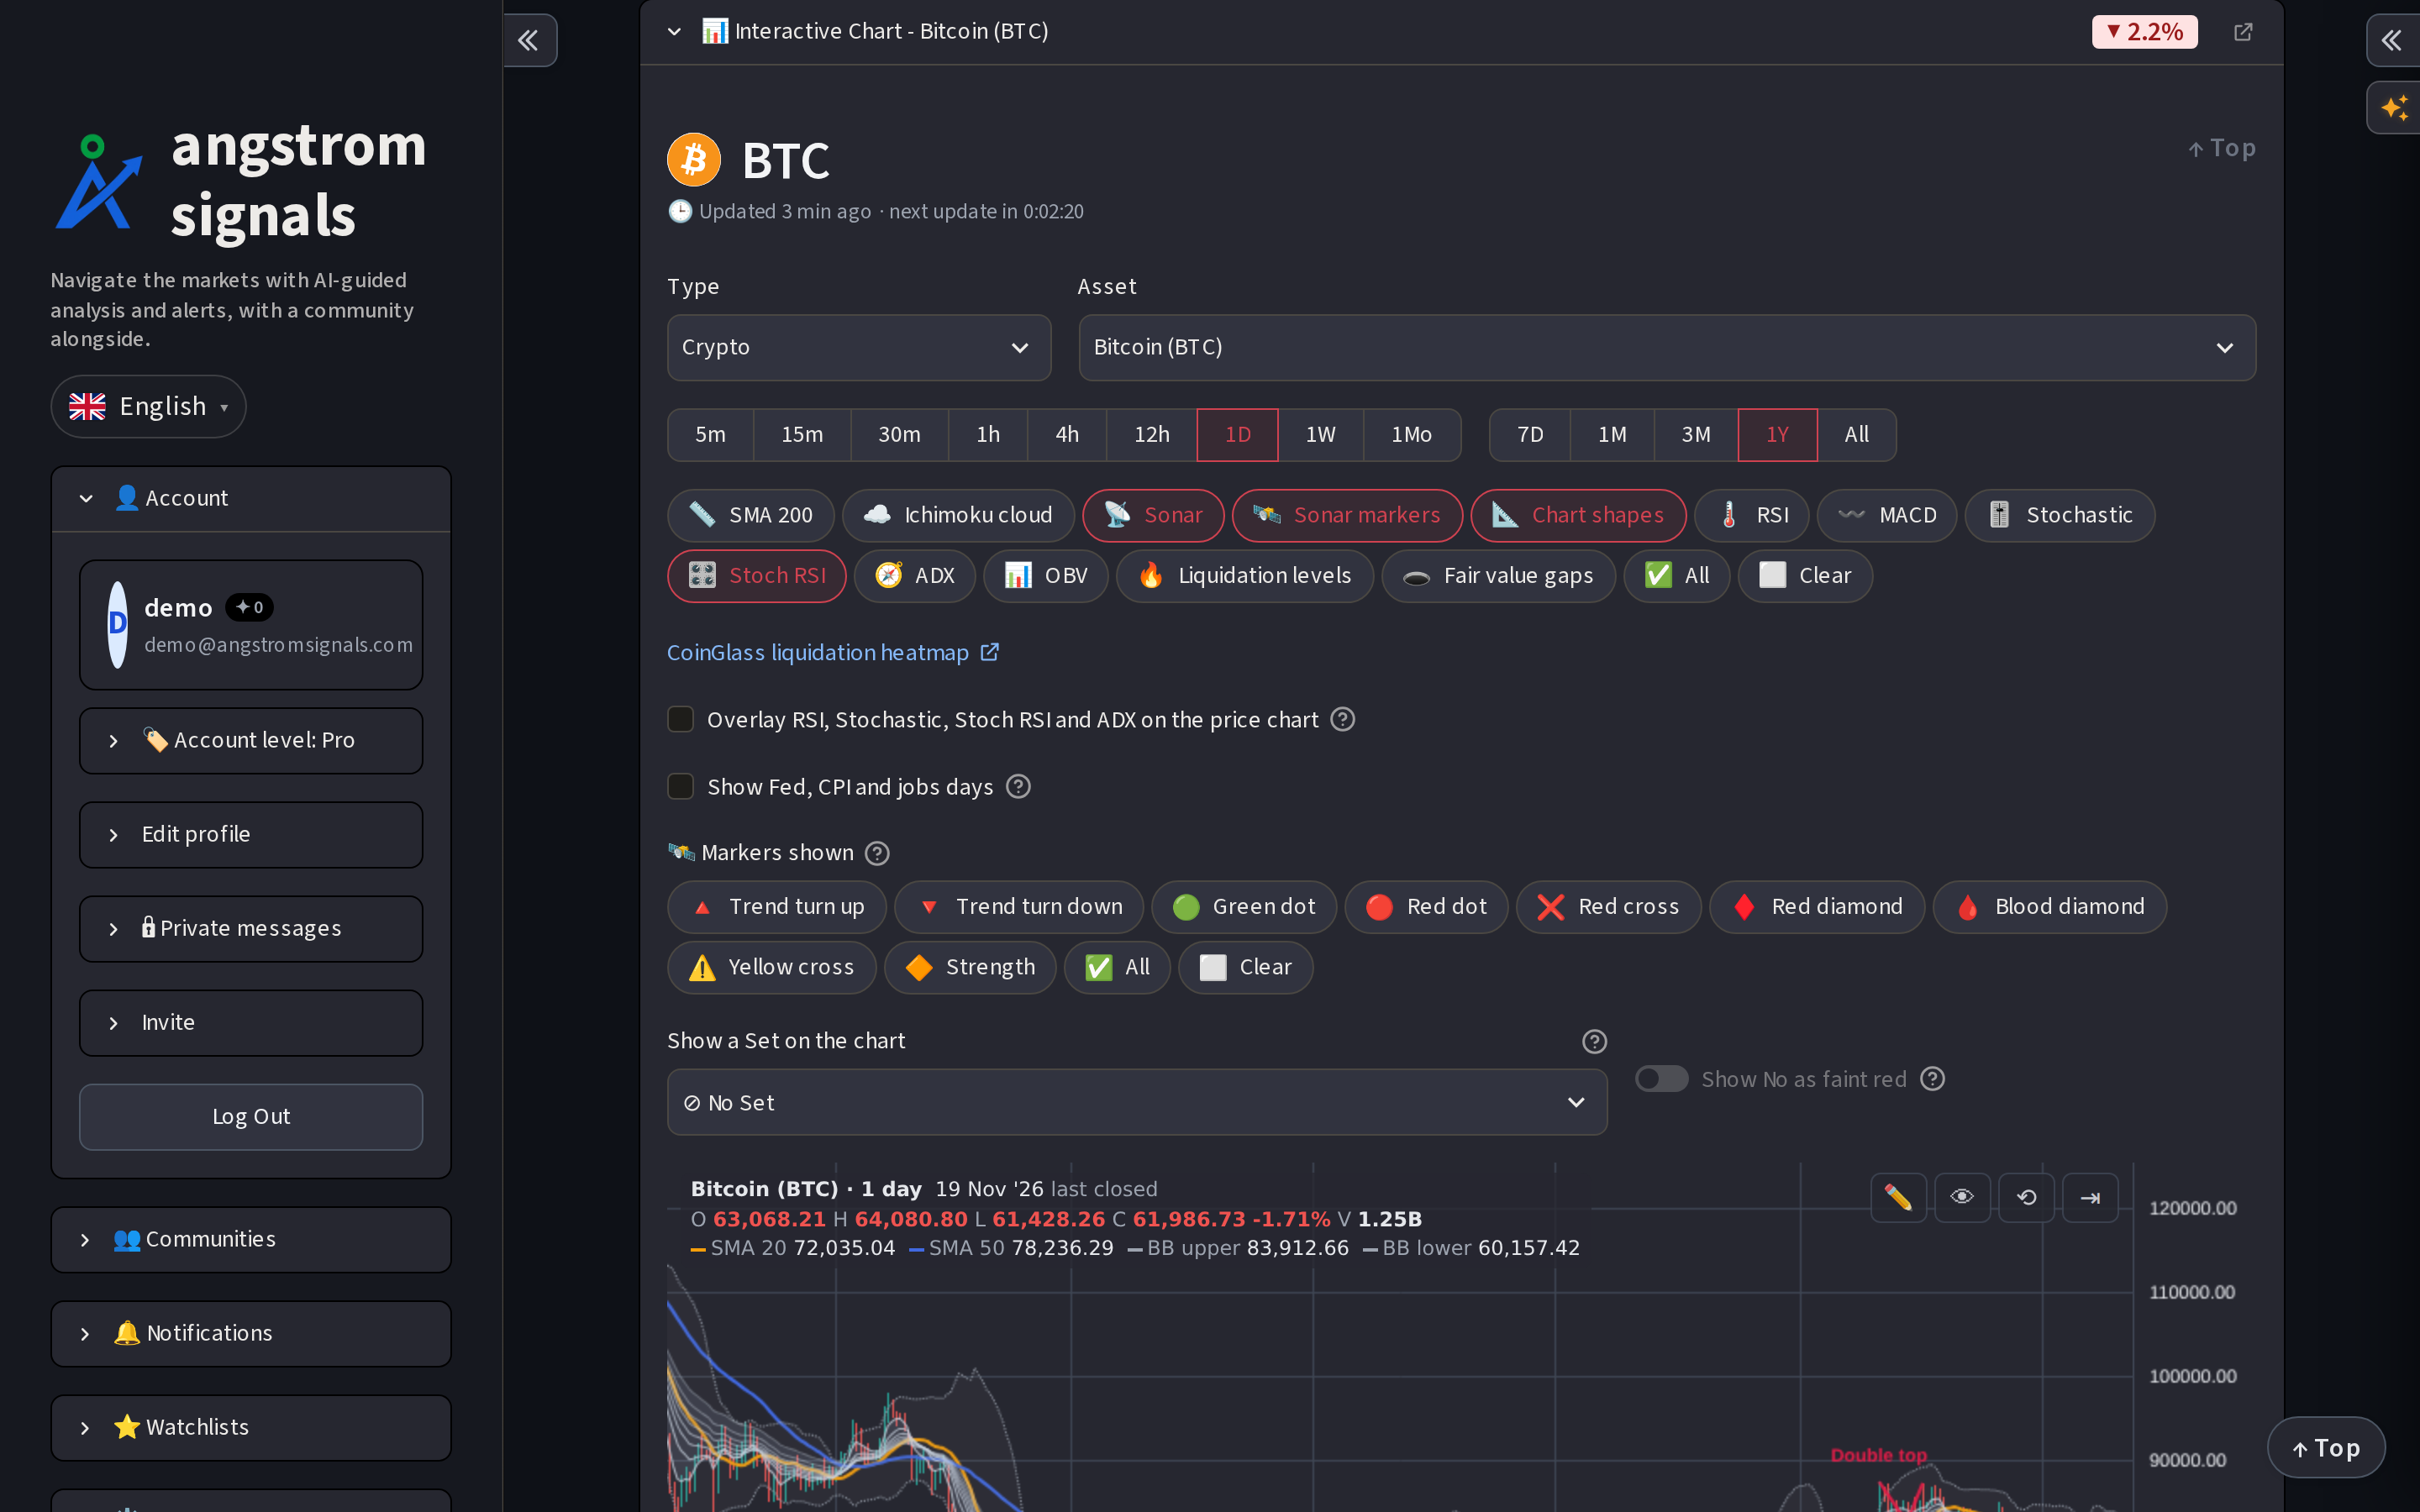 📊 Interactive Chart - Bitcoin (BTC)
▼ 2.2%
angstrom
signals
Navigate the markets with AI-guided
analysis and alerts, with a community
alongside.
English ▾
👤 Account
D
demo
✦ 0
demo@angstromsignals.com
🏷️ Account level: Pro
Edit profile
🔒 Private messages
Invite
Log Out
👥 Communities
🔔 Notifications
⭐ Watchlists
BTC
↑ Top
🕒 Updated 3 min ago · next update in 0:02:20
Type
Asset
Crypto
Bitcoin (BTC)
5m 15m 30m 1h 4h 12h 1D 1W 1Mo
7D 1M 3M 1Y All
📏 SMA 200 ☁️ Ichimoku cloud 📡 Sonar 🛰️ Sonar markers 📐 Chart shapes 🌡️ RSI 〰️ MACD 🎚️ Stochastic
🎛️ Stoch RSI 🧭 ADX 📊 OBV 🔥 Liquidation levels 🕳️ Fair value gaps ✅ All ⬜ Clear
CoinGlass liquidation heatmap
Overlay RSI, Stochastic, Stoch RSI and ADX on the price chart
Show Fed, CPI and jobs days
🛰️ Markers shown
🔺 Trend turn up 🔻 Trend turn down 🟢 Green dot 🔴 Red dot ❌ Red cross ♦️ Red diamond 🩸 Blood diamond
⚠️ Yellow cross 🔶 Strength ✅ All ⬜ Clear
Show a Set on the chart
⊘ No Set
Show No as faint red
Bitcoin (BTC) · 1 day 19 Nov '26 last closed
O 63,068.21 H 64,080.80 L 61,428.26 C 61,986.73 -1.71% V 1.25B
SMA 20 72,035.04 SMA 50 78,236.29 BB upper 83,912.66 BB lower 60,157.42
120000.00
110000.00
100000.00
90000.00
Double top
↑ Top